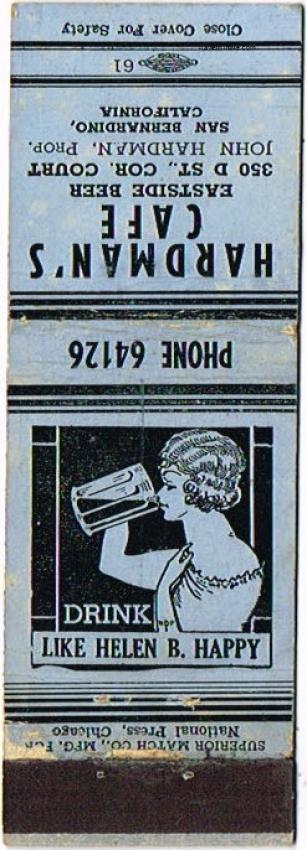 Close Cover For Safety
61
HARDMAN'S
CAFE
EASTSIDE BEER
350 D ST., COR. COURT
JOHN HARDMAN, PROP.
SAN BERNARDINO,
CALIFORNIA
PHONE 64126
DRINK
LIKE HELEN B. HAPPY
SUPERIOR MATCH CO., MFG. FOR
National Press, Chicago